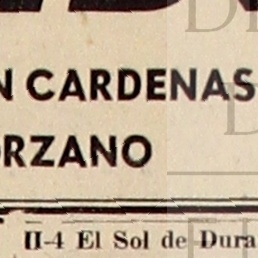 N CARDENAS
ORZANO
II-4 El Sol de Dura